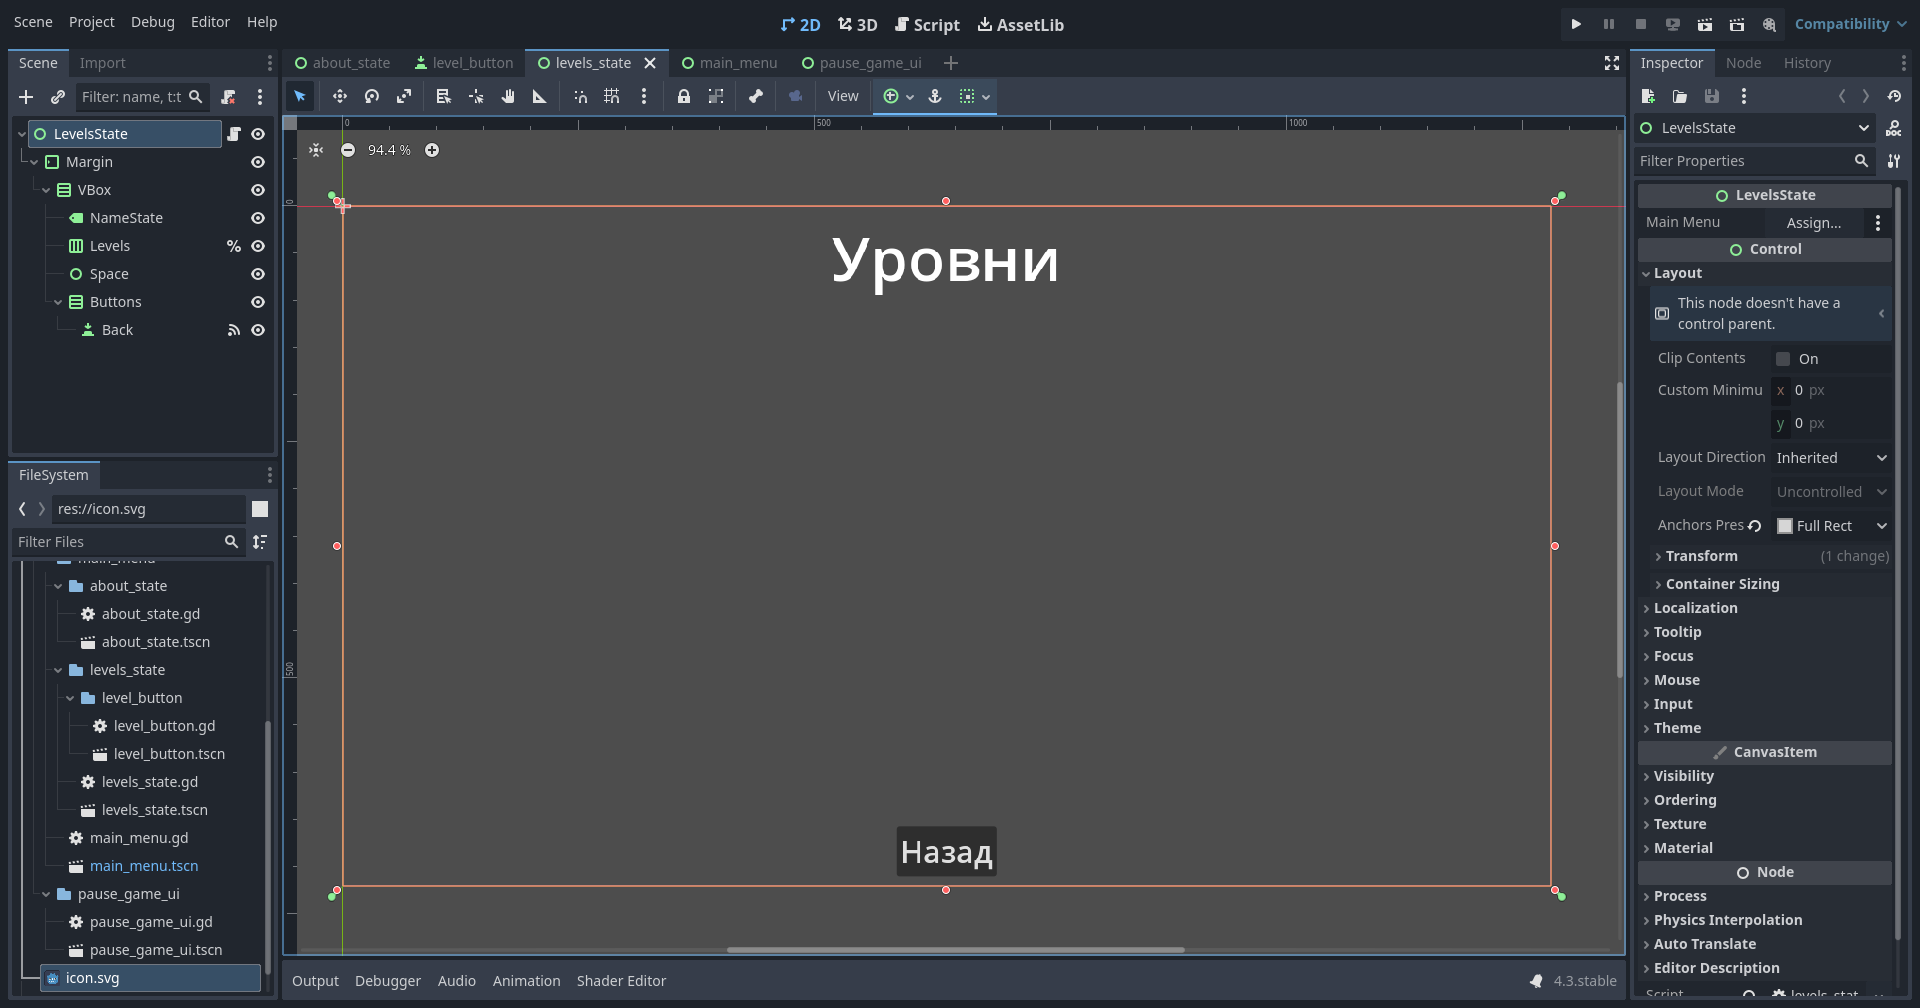 Scene Project Debug Editor Help
2D 3D Script AssetLib
Compatibility
Scene Import
Filter: name, t:t
LevelsState
Margin
VBox
NameState
Levels %
Space
Buttons
Back
FileSystem
res://icon.svg
Filter Files
main_menu
about_state
about_state.gd
about_state.tscn
levels_state
level_button
level_button.gd
level_button.tscn
levels_state.gd
levels_state.tscn
main_menu.gd
main_menu.tscn
pause_game_ui
pause_game_ui.gd
pause_game_ui.tscn
icon.svg
about_state level_button levels_state main_menu pause_game_ui
View
0 500 1000
94.4 %
0
500
Уровни
Назад
Output Debugger Audio Animation Shader Editor
4.3.stable
Inspector Node History
LevelsState
DOC
Filter Properties
LevelsState
Main Menu Assign...
Control
Layout
This node doesn't have a
control parent.
Clip Contents On
Custom Minimu x 0 px
y 0 px
Layout Direction Inherited
Layout Mode Uncontrolled
Anchors Pres Full Rect
Transform (1 change)
Container Sizing
Localization
Tooltip
Focus
Mouse
Input
Theme
CanvasItem
Visibility
Ordering
Texture
Material
Node
Process
Physics Interpolation
Auto Translate
Editor Description
Script levels_stat